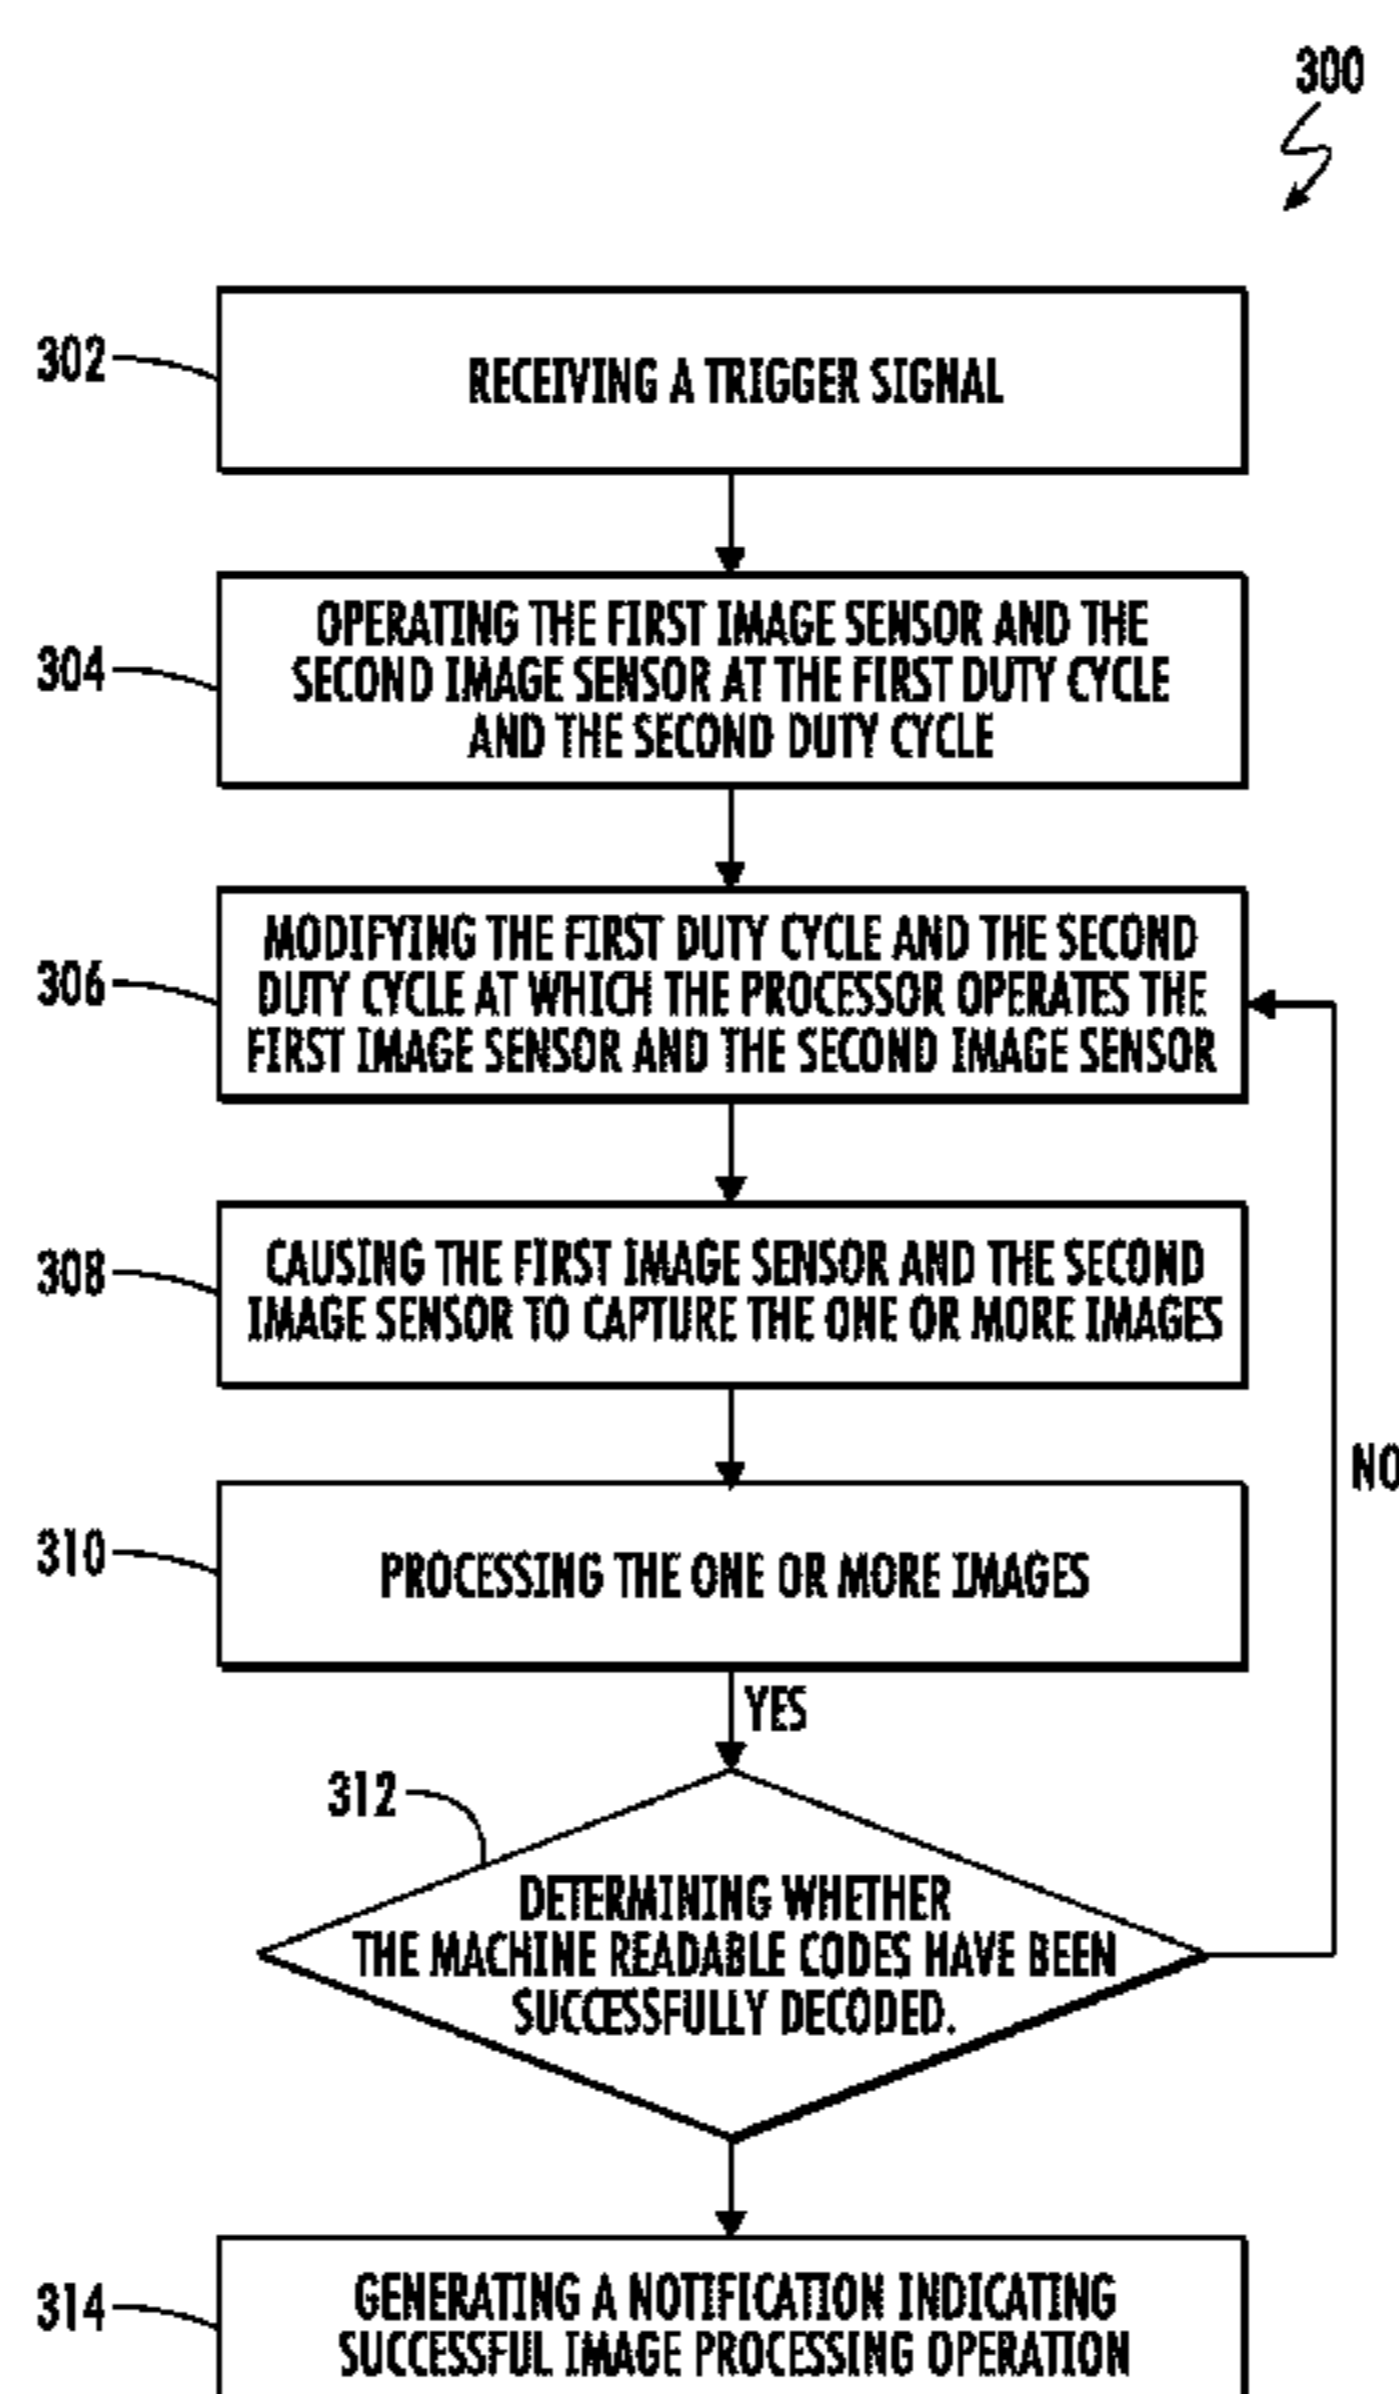 300
302
RECEIVING A TRIGGER SIGNAL
304
OPERATING THE FIRST IMAGE SENSOR AND THE
SECOND IMAGE SENSOR AT THE FIRST DUTY CYCLE
AND THE SECOND DUTY CYCLE
306
MODIFYING THE FIRST DUTY CYCLE AND THE SECOND
DUTY CYCLE AT WHICH THE PROCESSOR OPERATES THE
FIRST IMAGE SENSOR AND THE SECOND IMAGE SENSOR
308
CAUSING THE FIRST IMAGE SENSOR AND THE SECOND
IMAGE SENSOR TO CAPTURE THE ONE OR MORE IMAGES
NO
310
PROCESSING THE ONE OR MORE IMAGES
YES
312
DETERMINING WHETHER
THE MACHINE READABLE CODES HAVE BEEN
SUCCESSFULLY DECODED.
314
GENERATING A NOTIFICATION INDICATING
SUCCESSFUL IMAGE PROCESSING OPERATION